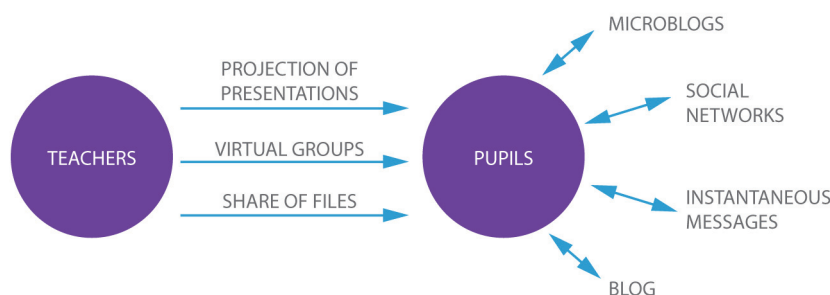 TEACHERS
PROJECTION OF
PRESENTATIONS
VIRTUAL GROUPS
SHARE OF FILES
PUPILS
MICROBLOGS
SOCIAL
NETWORKS
INSTANTANEOUS
MESSAGES
BLOG